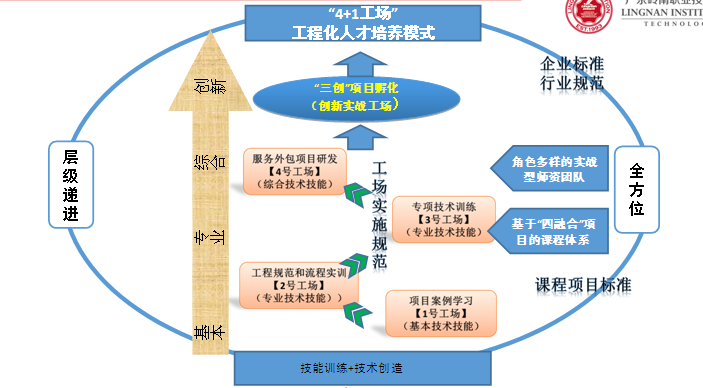 广东岭南职业技
LINGNAN INSTI
TECHNOLOG
“4+1工场”
工程化人才培养模式
企业标准
行业规范
“三创”项目孵化
（创新实战工场）
创新
综合
专业
基本
层级递进
服务外包项目研发
【4号工场】
（综合技术技能）
工场实施规范
角色多样的实战
型师资团队
全方位
专项技术训练
【3号工场】
（专业技术技能）
基于“四融合”项
目的课程体系
工程规范和流程实训
【2号工场】
（专业技术技能））
课程项目标准
项目案例学习
【1号工场】
（基本技术技能）
技能训练+技术创造